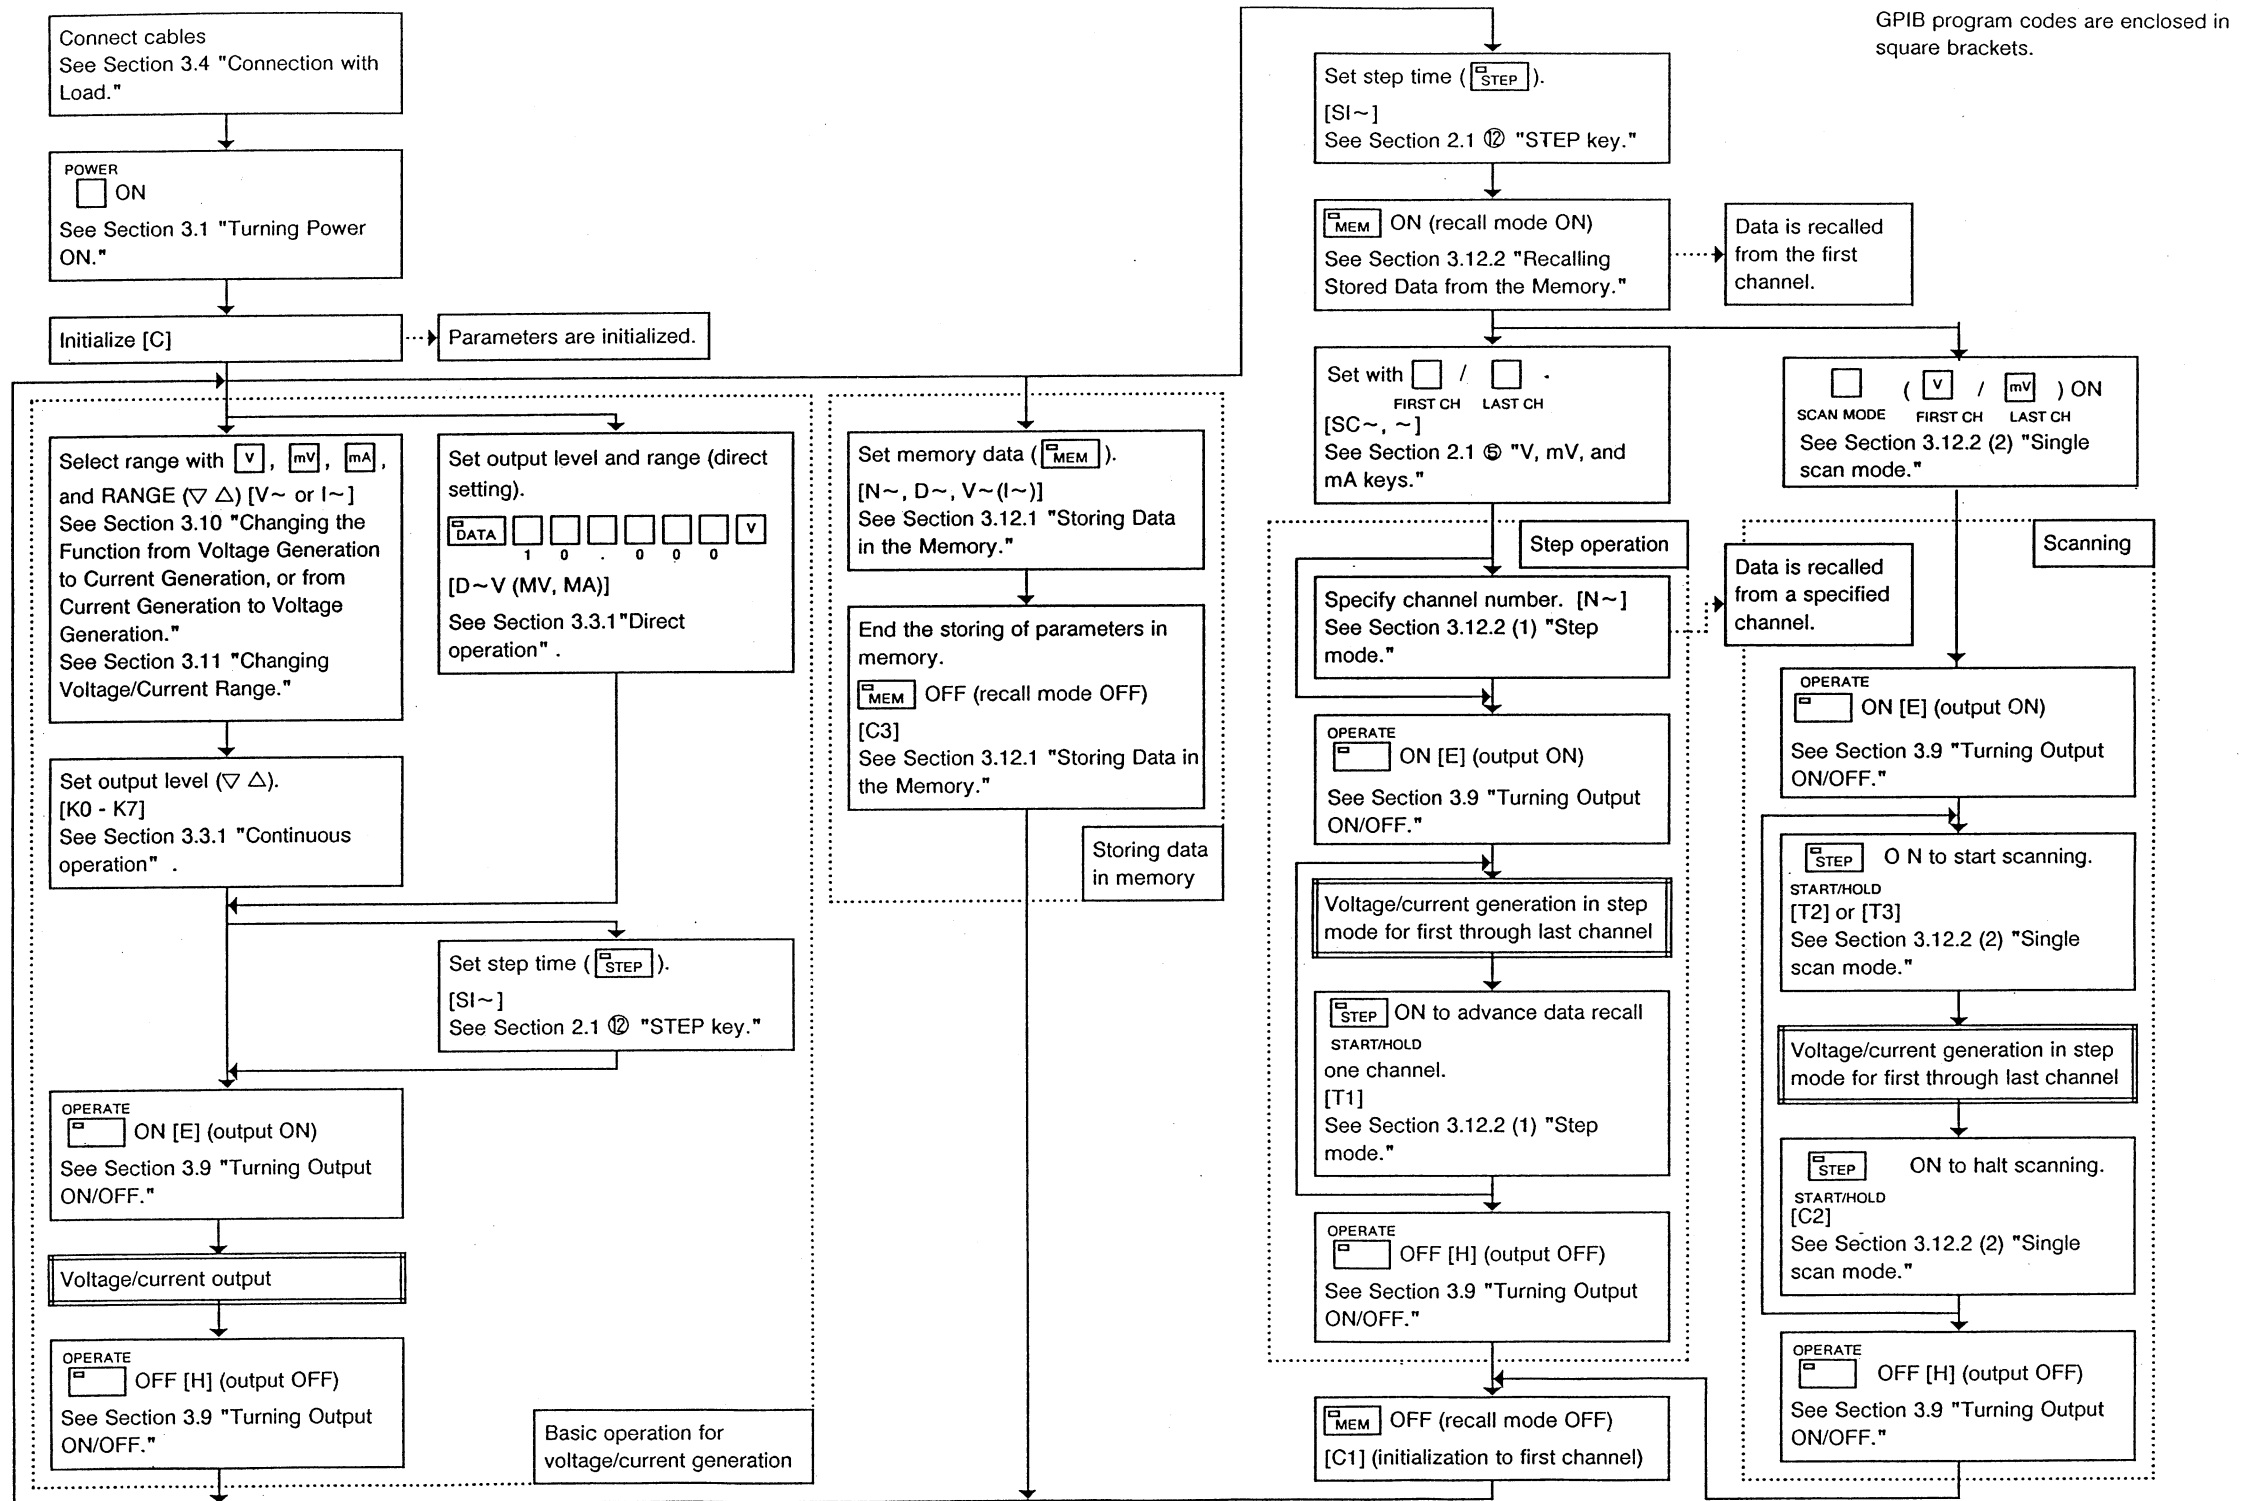 GPIB program codes are enclosed in
square brackets.
Connect cables
See Section 3.4 "Connection with
Load."
POWER
ON
See Section 3.1 "Turning Power
ON."
Initialize [C]
Parameters are initialized.
Select range with V, mV, mA,
and RANGE (▽ △) [V~ or I~]
See Section 3.10 "Changing the
Function from Voltage Generation
to Current Generation, or from
Current Generation to Voltage
Generation."
See Section 3.11 "Changing
Voltage/Current Range."
Set output level (▽ △).
[K0 - K7]
See Section 3.3.1 "Continuous
operation" .
Set output level and range (direct
setting).
DATA V
1 0 . 0 0 0
[D~V (MV, MA)]
See Section 3.3.1"Direct
operation" .
Set step time ( STEP ).
[SI~]
See Section 2.1 ⑫ "STEP key."
OPERATE
ON [E] (output ON)
See Section 3.9 "Turning Output
ON/OFF."
Voltage/current output
OPERATE
OFF [H] (output OFF)
See Section 3.9 "Turning Output
ON/OFF."
Basic operation for
voltage/current generation
Set memory data ( MEM ).
[N~, D~, V~(I~)]
See Section 3.12.1 "Storing Data
in the Memory."
End the storing of parameters in
memory.
MEM OFF (recall mode OFF)
[C3]
See Section 3.12.1 "Storing Data in
the Memory."
Storing data
in memory
Set step time ( STEP ).
[SI~]
See Section 2.1 ⑫ "STEP key."
MEM ON (recall mode ON)
See Section 3.12.2 "Recalling
Stored Data from the Memory."
Data is recalled
from the first
channel.
Set with / .
FIRST CH LAST CH
[SC~, ~]
See Section 2.1 ⑤ "V, mV, and
mA keys."
Step operation
Specify channel number. [N~]
See Section 3.12.2 (1) "Step
mode."
Data is recalled
from a specified
channel.
OPERATE
ON [E] (output ON)
See Section 3.9 "Turning Output
ON/OFF."
Voltage/current generation in step
mode for first through last channel
STEP ON to advance data recall
START/HOLD
one channel.
[T1]
See Section 3.12.2 (1) "Step
mode."
OPERATE
OFF [H] (output OFF)
See Section 3.9 "Turning Output
ON/OFF."
MEM OFF (recall mode OFF)
[C1] (initialization to first channel)
( V / mV ) ON
SCAN MODE FIRST CH LAST CH
See Section 3.12.2 (2) "Single
scan mode."
Scanning
OPERATE
ON [E] (output ON)
See Section 3.9 "Turning Output
ON/OFF."
STEP O N to start scanning.
START/HOLD
[T2] or [T3]
See Section 3.12.2 (2) "Single
scan mode."
Voltage/current generation in step
mode for first through last channel
STEP ON to halt scanning.
START/HOLD
[C2]
See Section 3.12.2 (2) "Single
scan mode."
OPERATE
OFF [H] (output OFF)
See Section 3.9 "Turning Output
ON/OFF."